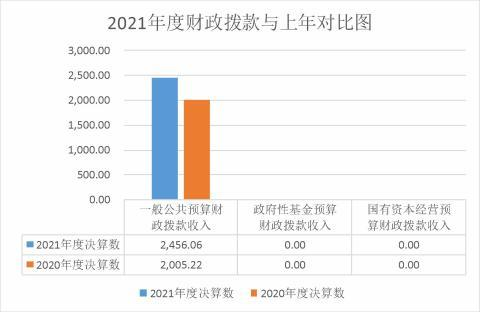 2021年度财政拨款与上年对比图
3,000.00
2,500.00
2,000.00
1,500.00
1,000.00
500.00
0.00
一般公共预算财 政府性基金预算 国有资本经营预
政拨款收入 财政拨款收入 算财政拨款收入
2021年度决算数 2,456.06 0.00 0.00
2020年度决算数 2,005.22 0.00 0.00
2021年度决算数 2020年度决算数